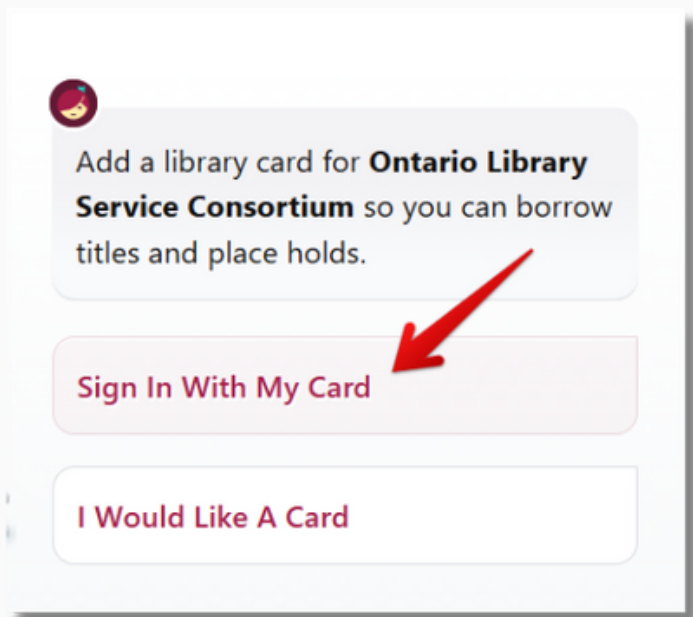 Add a library card for Ontario Library
Service Consortium so you can borrow
titles and place holds.
Sign In With My Card
I Would Like A Card